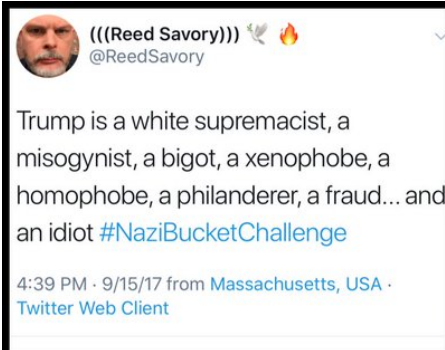 (((Reed Savory))) 🕊 🔥
@ReedSavory
Trump is a white supremacist, a
misogynist, a bigot, a xenophobe, a
homophobe, a philanderer, a fraud... and
an idiot #NaziBucketChallenge
4:39 PM · 9/15/17 from Massachusetts, USA ·
Twitter Web Client